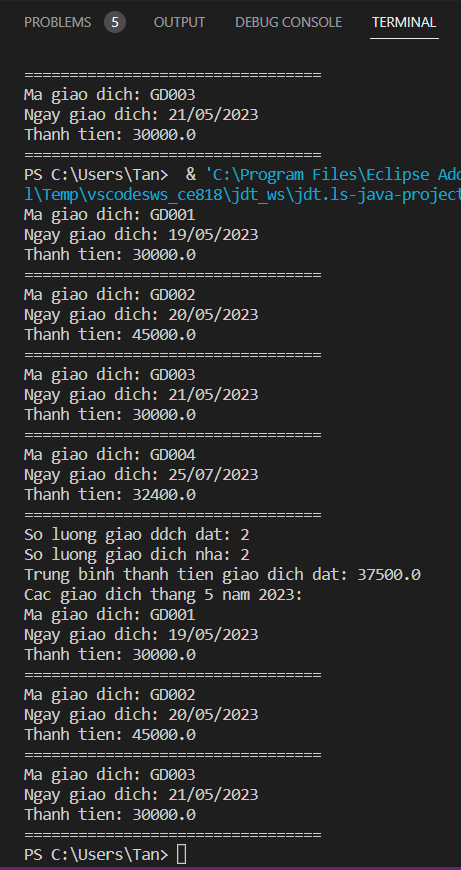 PROBLEMS 5 OUTPUT DEBUG CONSOLE TERMINAL
=================================
Ma giao dich: GD003
Ngay giao dich: 21/05/2023
Thanh tien: 30000.0
=================================
PS C:\Users\Tan>  & 'C:\Program Files\Eclipse Ado
l\Temp\vscodesws_ce818\jdt_ws\jdt.ls-java-project
Ma giao dich: GD001
Ngay giao dich: 19/05/2023
Thanh tien: 30000.0
=================================
Ma giao dich: GD002
Ngay giao dich: 20/05/2023
Thanh tien: 45000.0
=================================
Ma giao dich: GD003
Ngay giao dich: 21/05/2023
Thanh tien: 30000.0
=================================
Ma giao dich: GD004
Ngay giao dich: 25/07/2023
Thanh tien: 32400.0
=================================
So luong giao ddch dat: 2
So luong giao dich nha: 2
Trung binh thanh tien giao dich dat: 37500.0
Cac giao dich thang 5 nam 2023:
Ma giao dich: GD001
Ngay giao dich: 19/05/2023
Thanh tien: 30000.0
=================================
Ma giao dich: GD002
Ngay giao dich: 20/05/2023
Thanh tien: 45000.0
=================================
Ma giao dich: GD003
Ngay giao dich: 21/05/2023
Thanh tien: 30000.0
=================================
PS C:\Users\Tan>